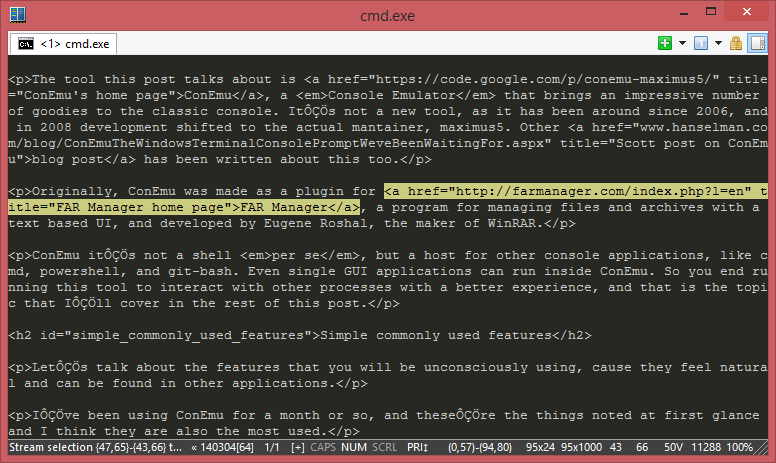 cmd.exe
<1> cmd.exe
<p>The tool this post talks about is <a href="https://code.google.com/p/conemu-maximus5/" title
="ConEmu's home page">ConEmu</a>, a <em>Console Emulator</em> that brings an impressive number
of goodies to the classic console. ItÔÇÖs not a new tool, as it has been around since 2006, and
in 2008 development shifted to the actual mantainer, maximus5. Other <a href="www.hanselman.co
m/blog/ConEmuTheWindowsTerminalConsolePromptWeveBeenWaitingFor.aspx" title="Scott post on ConEm
u">blog post</a> has been written about this too.</p>
<p>Originally, ConEmu was made as a plugin for <a href="http://farmanager.com/index.php?l=en" t
itle="FAR Manager home page">FAR Manager</a>, a program for managing files and archives with a
text based UI, and developed by Eugene Roshal, the maker of WinRAR.</p>
<p>ConEmu itÔÇÖs not a shell <em>per se</em>, but a host for other console applications, like c
md, powershell, and git-bash. Even single GUI applications can run inside ConEmu. So you end ru
nning this tool to interact with other processes with a better experience, and that is the topi
c that IÔÇÖll cover in the rest of this post.</p>
<h2 id="simple_commonly_used_features">Simple commonly used features</h2>
<p>LetÔÇÖs talk about the features that you will be unconsciously using, cause they feel natura
l and can be found in other applications.</p>
<p>IÔÇÖve been using ConEmu for a month or so, and theseÔÇÖre the things noted at first glance
and I think they are also the most used.</p>
Stream selection {47,65}-{43,66} t... « 140304[64] 1/1 [+] CAPS NUM SCRL PRI‡ (0,57)-(94,80) 95x24 95x1000 43 66 50V 11288 100%